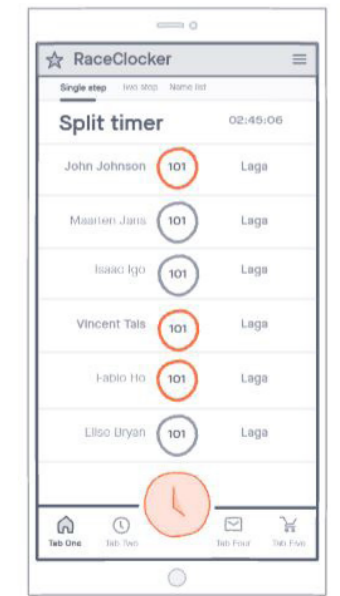 RaceClocker
Single step Two step Name list
Split timer 02:45:06
John Johnson 101 Laga
Maarten Jans 101 Laga
Isaac Igo 101 Laga
Vincent Tals 101 Laga
Fabio Ho 101 Laga
101 Laga
Tab One Tab Two Tab Four Tab Five